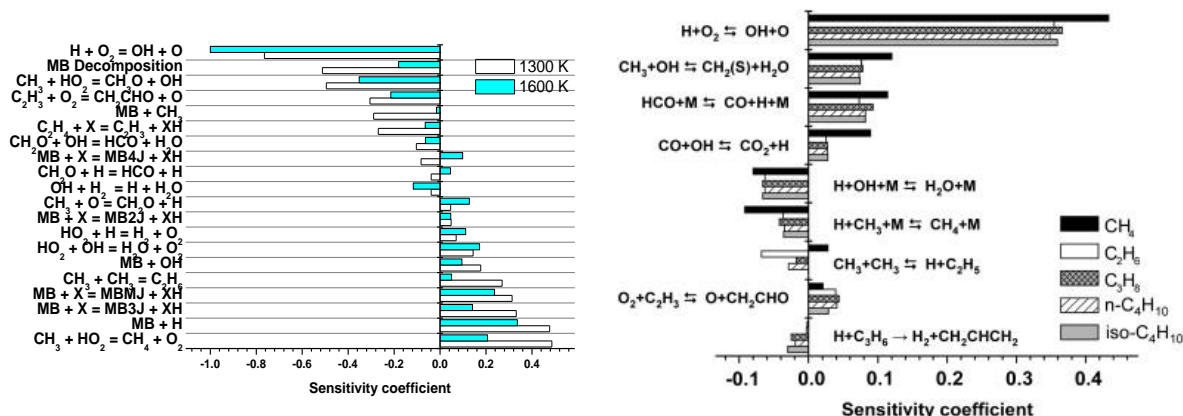 H + O₂ = OH + O
MB Decomposition
CH₃ + HO₂ = CH₃O + OH
C₂H₃ + O₂ = CH₂CHO + O
MB + CH₃
C₂H₄ + X = C₂H₃ + XH
CH₂O + OH = HCO + H₂O
MB + X = MB4J + XH
CH₂O + H = HCO + H
OH + H₂ = H + H₂O
CH₃ + O = CH₂O + H
MB + X = MB2J + XH
HO₂ + H = H₂ + O₂
HO₂ + OH = H₂O + O₂
MB + OH
CH₃ + CH₃ = C₂H₆
MB + X = MBMJ + XH
MB + X = MB3J + XH
MB + H
CH₃ + HO₂ = CH₄ + O₂
1300 K
1600 K
-1.0 -0.8 -0.6 -0.4 -0.2 0.0 0.2 0.4
Sensitivity coefficient
H+O₂ ⇆ OH+O
CH₃+OH ⇆ CH₂(S)+H₂O
HCO+M ⇆ CO+H+M
CO+OH ⇆ CO₂+H
H+OH+M ⇆ H₂O+M
H+CH₃+M ⇆ CH₄+M
CH₃+CH₃ ⇆ H+C₂H₅
O₂+C₂H₃ ⇆ O+CH₂CHO
H+C₃H₆ → H₂+CH₂CHCH₂
CH₄
C₂H₆
C₃H₈
n-C₄H₁₀
iso-C₄H₁₀
-0.1 0.0 0.1 0.2 0.3 0.4
Sensitivity coefficient